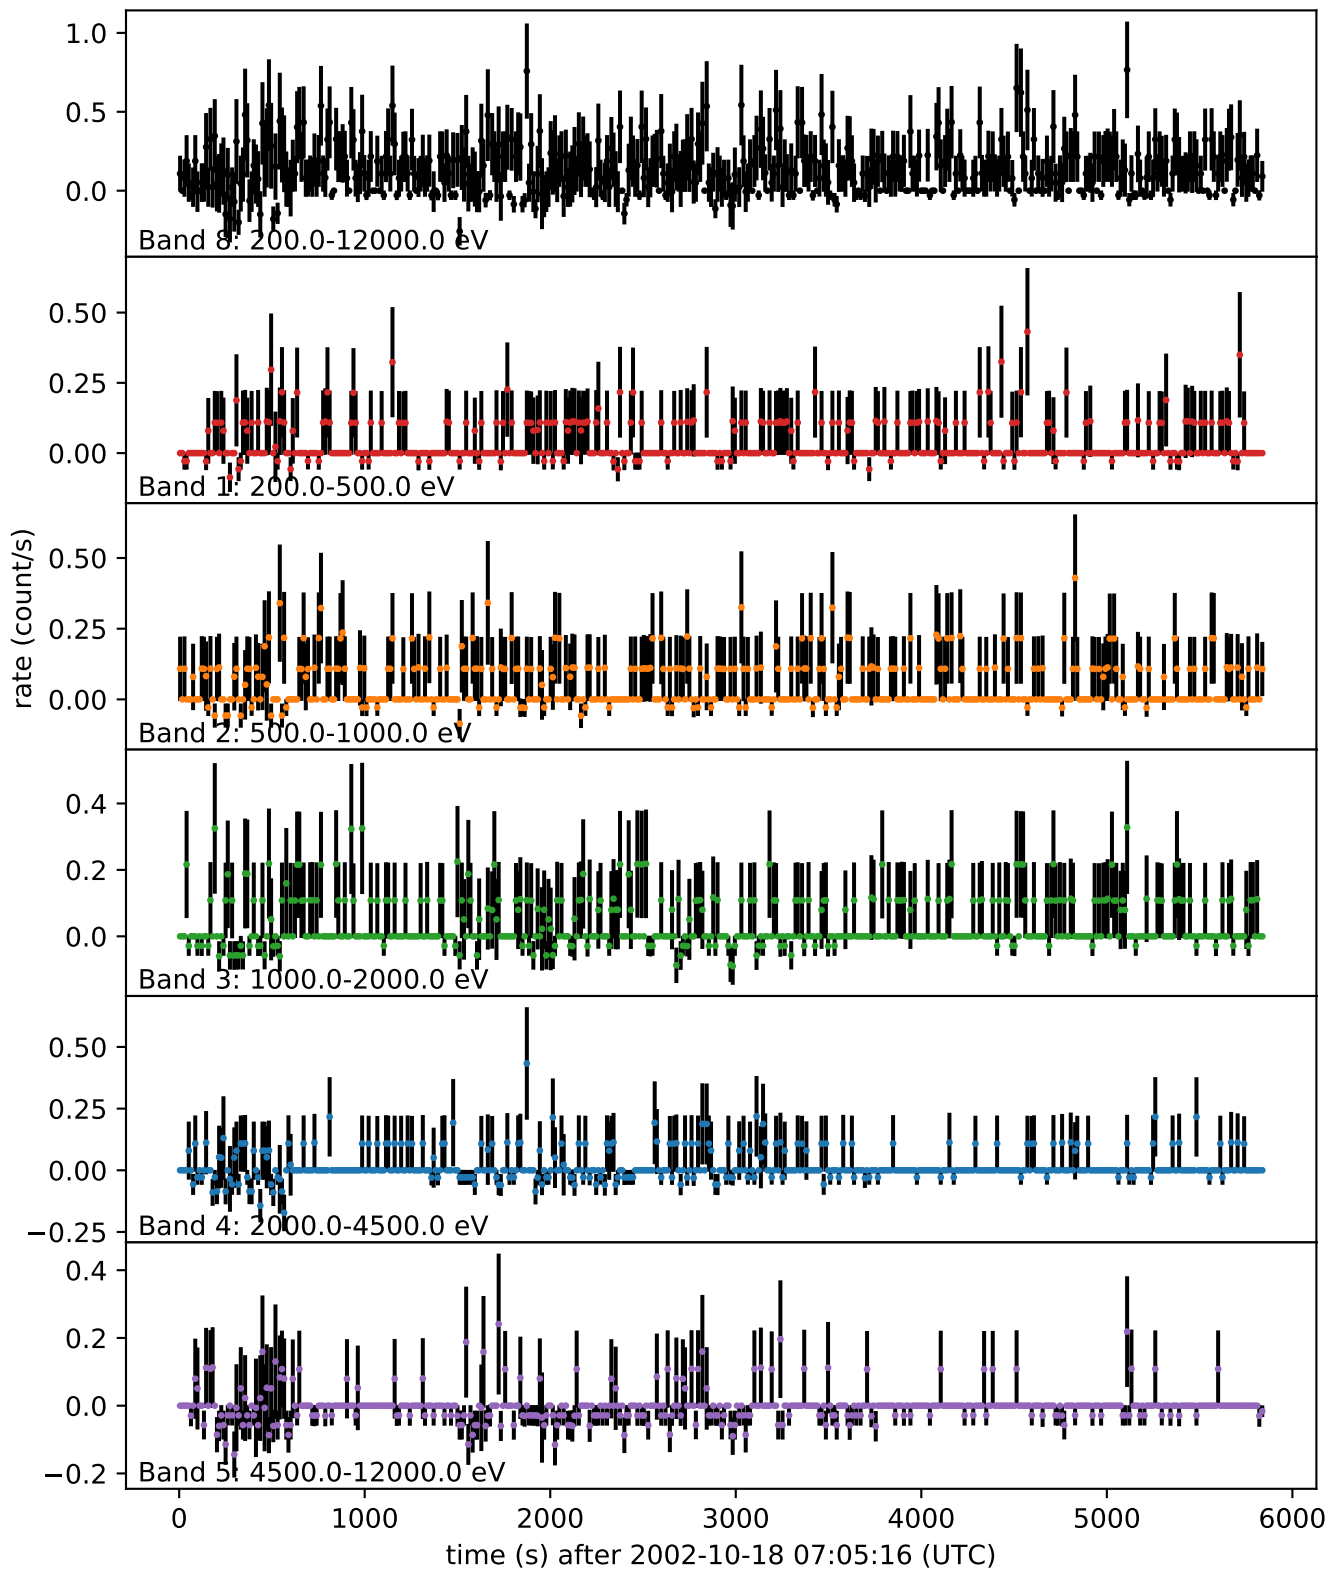 1.0
0.5
0.0
Band 8: 200.0-12000.0 eV
0.50
0.25
0.00
Band 1: 200.0-500.0 eV
rate (count/s)
0.50
0.25
0.00
Band 2: 500.0-1000.0 eV
0.4
0.2
0.0
Band 3: 1000.0-2000.0 eV
0.50
0.25
0.00
−0.25
Band 4: 2000.0-4500.0 eV
0.4
0.2
0.0
−0.2
Band 5: 4500.0-12000.0 eV
0 1000 2000 3000 4000 5000 6000
time (s) after 2002-10-18 07:05:16 (UTC)